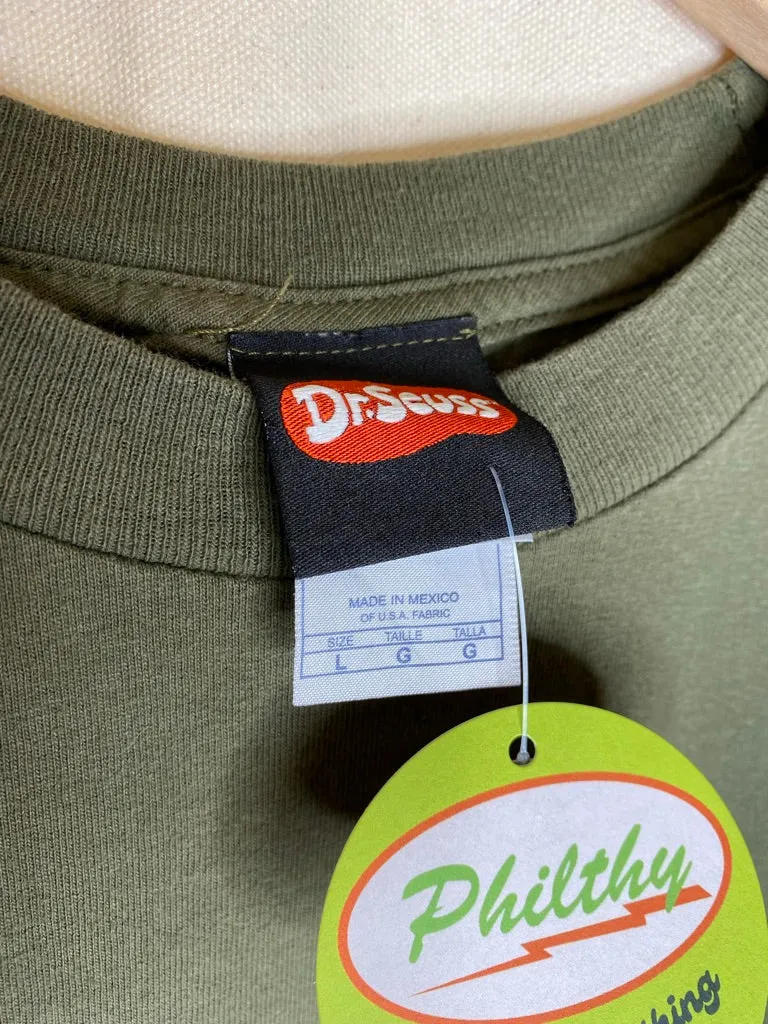 Dr. Seuss
MADE IN MEXICO
OF U.S.A. FABRIC
SIZE TAILLE TALLA
L G G
Philthy